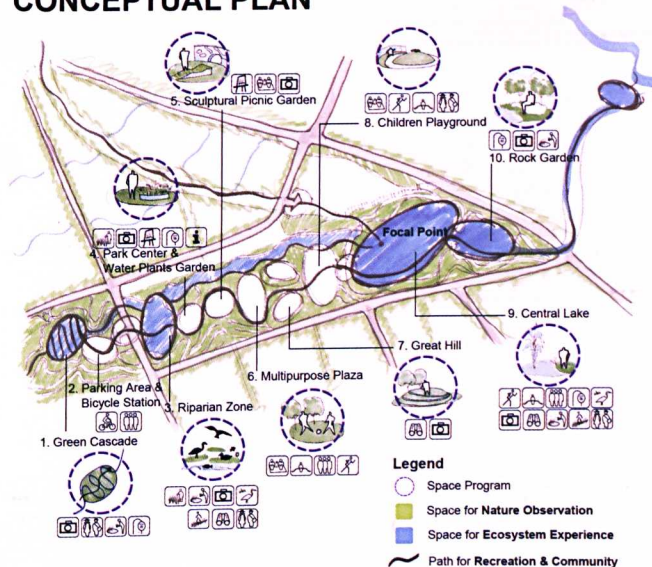 CONCEPTUAL PLAN
5. Sculptural Picnic Garden
8. Children Playground
10. Rock Garden
4. Park Center &
Water Plants Garden
Focal Point
9. Central Lake
7. Great Hill
6. Multipurpose Plaza
2. Parking Area &
Bicycle Station
3. Riparian Zone
1. Green Cascade
Legend
Space Program
Space for Nature Observation
Space for Ecosystem Experience
Path for Recreation & Community